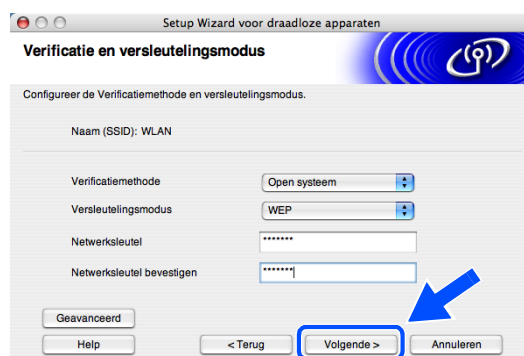 Setup Wizard voor draadloze apparaten
Verificatie en versleutelingsmodus
Configureer de Verificatiemethode en versleutelingsmodus.
Naam (SSID): WLAN
Verificatiemethode Open systeem
Versleutelingsmodus WEP
Netwerksleutel *******
Netwerksleutel bevestigen *******
Geavanceerd
Help < Terug Volgende > Annuleren